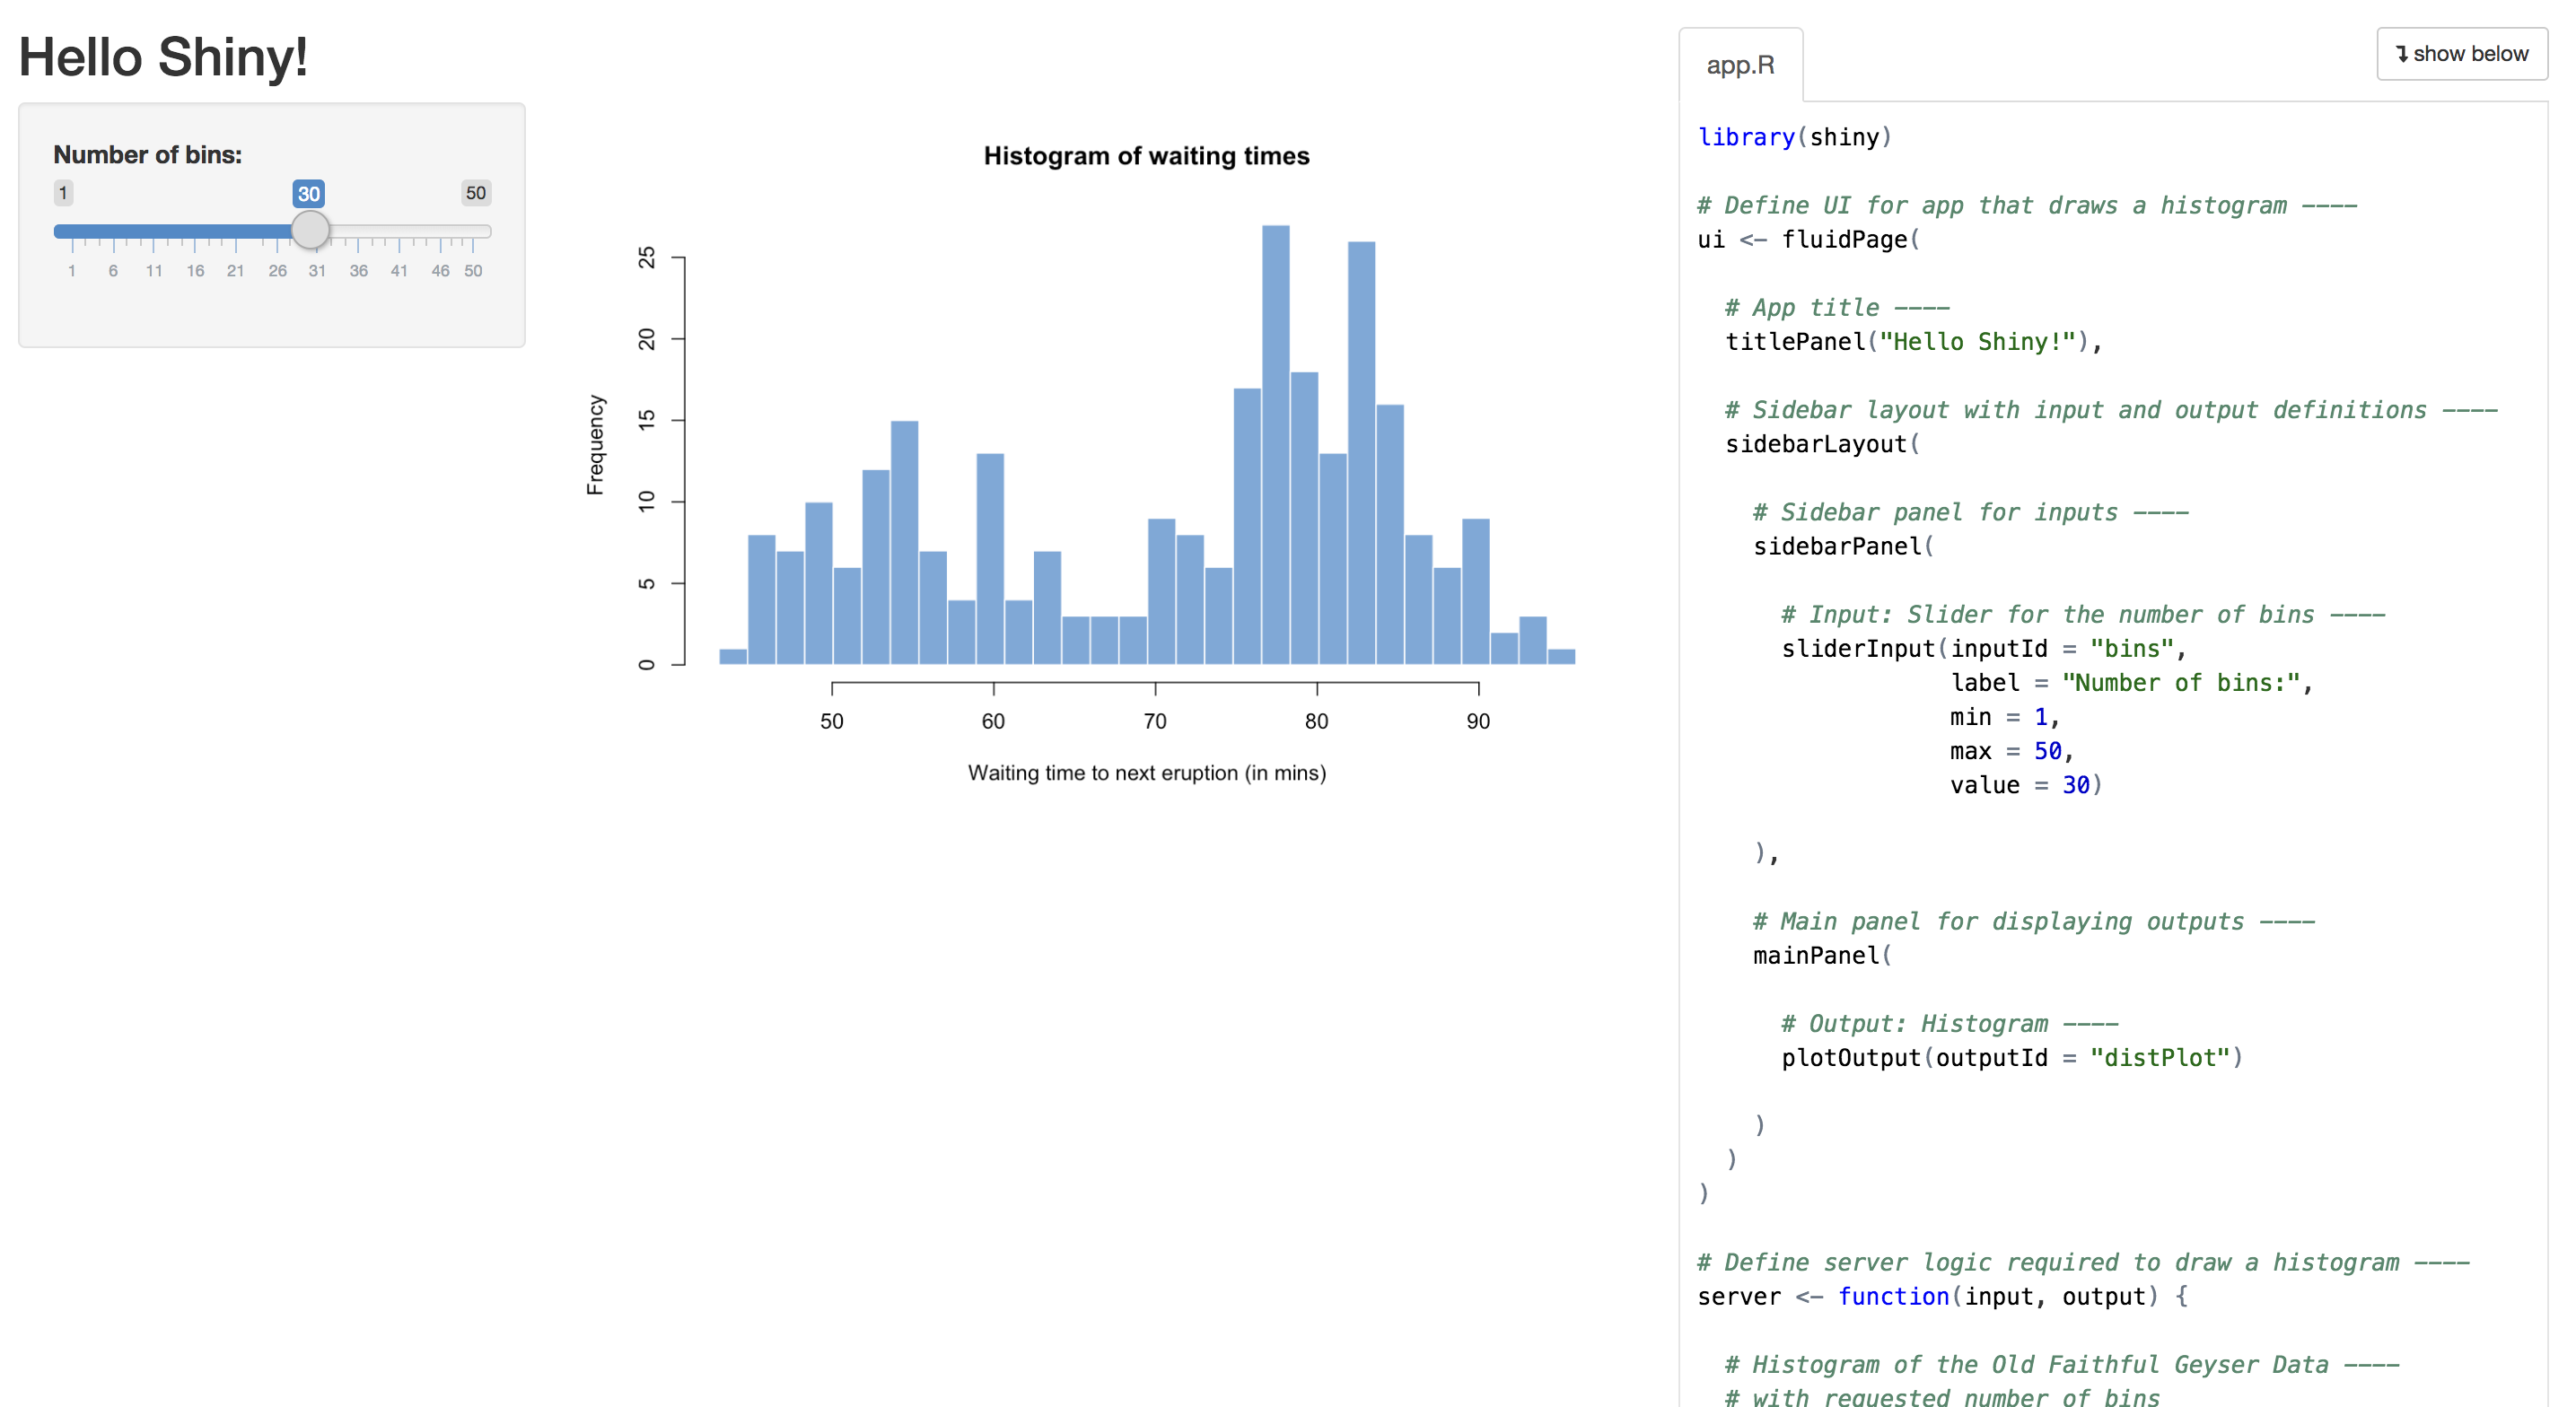 Hello Shiny!
Number of bins:
1 30 50
1 6 11 16 21 26 31 36 41 46 50
Histogram of waiting times
Frequency
25
20
15
10
5
0
50 60 70 80 90
Waiting time to next eruption (in mins)
app.R
show below
library(shiny)
# Define UI for app that draws a histogram ----
ui <- fluidPage(
# App title ----
titlePanel("Hello Shiny!"),
# Sidebar layout with input and output definitions ----
sidebarLayout(
# Sidebar panel for inputs ----
sidebarPanel(
# Input: Slider for the number of bins ----
sliderInput(inputId = "bins",
label = "Number of bins:",
min = 1,
max = 50,
value = 30)
),
# Main panel for displaying outputs ----
mainPanel(
# Output: Histogram ----
plotOutput(outputId = "distPlot")
)
)
)
# Define server logic required to draw a histogram ----
server <- function(input, output) {
# Histogram of the Old Faithful Geyser Data ----
# with requested number of bins